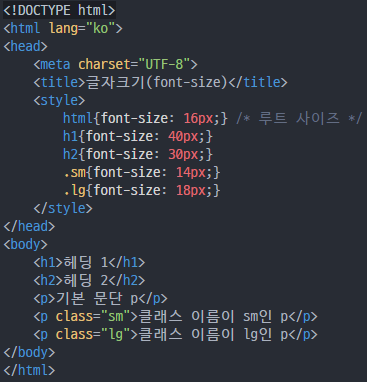 <!DOCTYPE html>
<html lang="ko">
<head>
<meta charset="UTF-8">
<title>글자크기(font-size)</title>
<style>
html{font-size: 16px;} /* 루트 사이즈 */
h1{font-size: 40px;}
h2{font-size: 30px;}
.sm{font-size: 14px;}
.lg{font-size: 18px;}
</style>
</head>
<body>
<h1>헤딩 1</h1>
<h2>헤딩 2</h2>
<p>기본 문단 p</p>
<p class="sm">클래스 이름이 sm인 p</p>
<p class="lg">클래스 이름이 lg인 p</p>
</body>
</html>